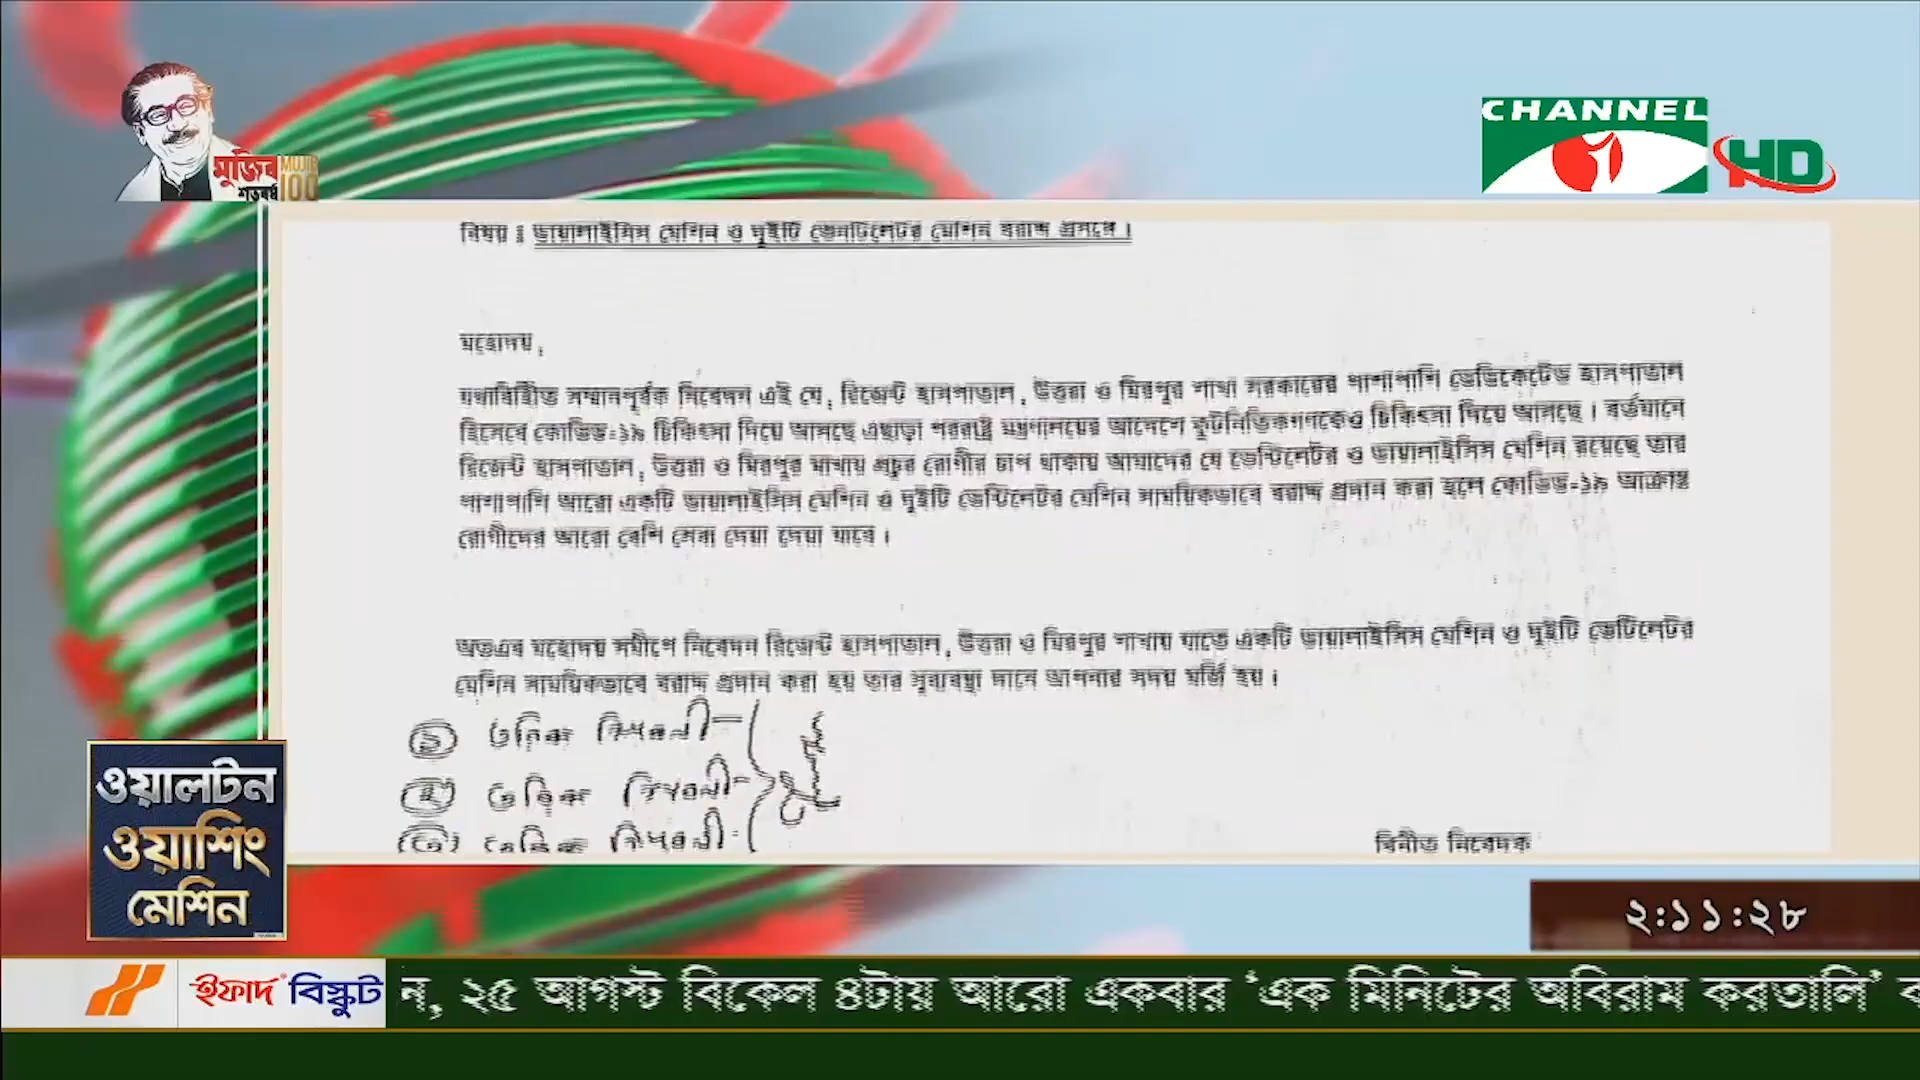 মুজিব MUJIB
শতবর্ষ 100
CHANNEL
i HD
বিষয় ঃ ডায়ালাইসিস মেশিন ও দুইটি ভেনটিলেটর মেশিন বরাদ্দ প্রসঙ্গে।
মহোদয়,
যথাবিহীত সম্মানপূর্বক নিবেদন এই যে, রিজেন্ট হাসপাতাল, উত্তরা ও মিরপুর শাখা সরকারের পাশাপাশি ডেডিকেটেড হাসপাতাল
হিসেবে কোভিড-১৯ চিকিৎসা দিয়ে আসছে এছাড়া পররাষ্ট্র মন্ত্রণালয়ের আদেশে কূটনিতিকগণকেও চিকিৎসা দিয়ে আসছে। বর্তমানে
রিজেন্ট হাসপাতাল, উত্তরা ও মিরপুর শাখায় প্রচুর রোগীর চাপ থাকায় আমাদের যে ভেন্টিলেটর ও ডায়ালাইসিস মেশিন রয়েছে তার
পাশাপাশি আরো একটি ডায়ালাইসিস মেশিন ও দুইটি ভেন্টিলেটর মেশিন সাময়িকভাবে বরাদ্দ প্রদান করা হলে কোভিড-১৯ আক্রান্ত
রোগীদের আরো বেশি সেবা দেয়া দেয়া যাবে।
অতএব মহোদয় সমীপে নিবেদন রিজেন্ট হাসপাতাল, উত্তরা ও মিরপুর শাখায় যাতে একটি ডায়ালাইসিস মেশিন ও দুইটি ভেটিলেটর
মেশিন সাময়িকভাবে বরাদ্দ প্রদান করা হয় তার সুব্যবস্থা দানে আপনার সদয় মর্জি হয়।
বিনীত নিবেদক
ওয়ালটন
ওয়াশিং
মেশিন
২:১১:২৮
ইফাদ বিস্কুট
ন, ২৫ আগস্ট বিকেল ৪টায় আরো একবার ‘এক মিনিটের অবিরাম করতালি’